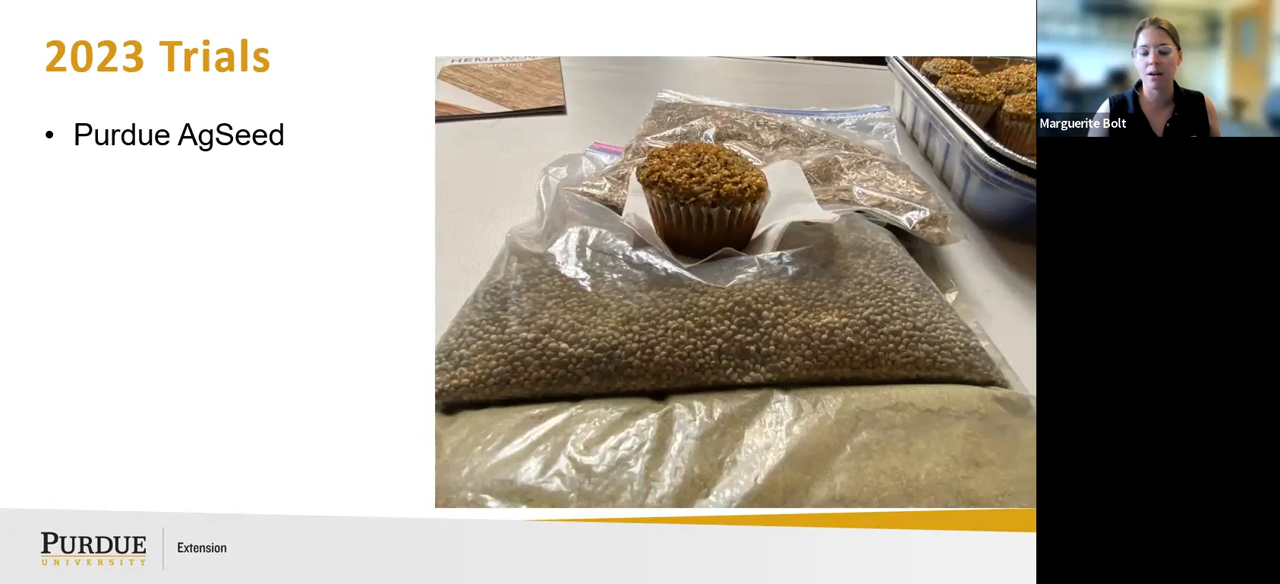 2023 Trials
• Purdue AgSeed
Marguerite Bolt
PURDUE
UNIVERSITY
Extension